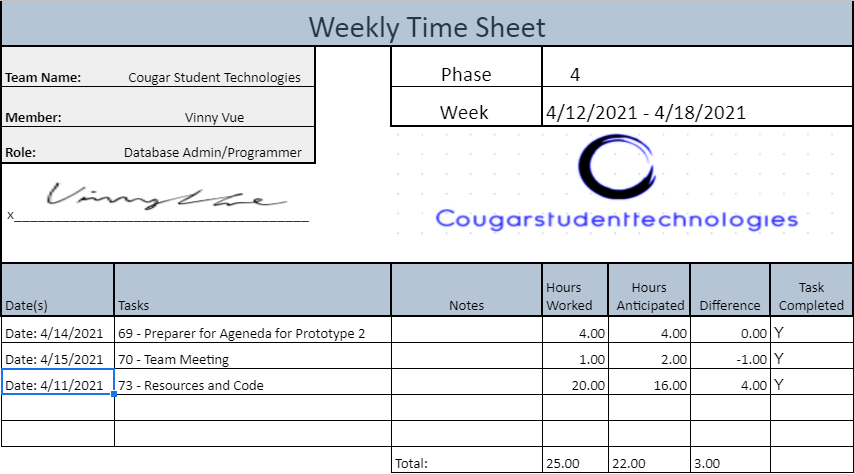 Weekly Time Sheet
Team Name: Cougar Student Technologies
Phase 4
Member: Vinny Vue
Week 4/12/2021 - 4/18/2021
Role: Database Admin/Programmer
Vinny Vue
x
Cougarstudenttechnologies
Date(s) Tasks Notes Hours Worked Hours Anticipated Difference Task Completed
Date: 4/14/2021 69 - Preparer for Ageneda for Prototype 2 4.00 4.00 0.00 Y
Date: 4/15/2021 70 - Team Meeting 1.00 2.00 -1.00 Y
Date: 4/11/2021 73 - Resources and Code 20.00 16.00 4.00 Y
Total: 25.00 22.00 3.00